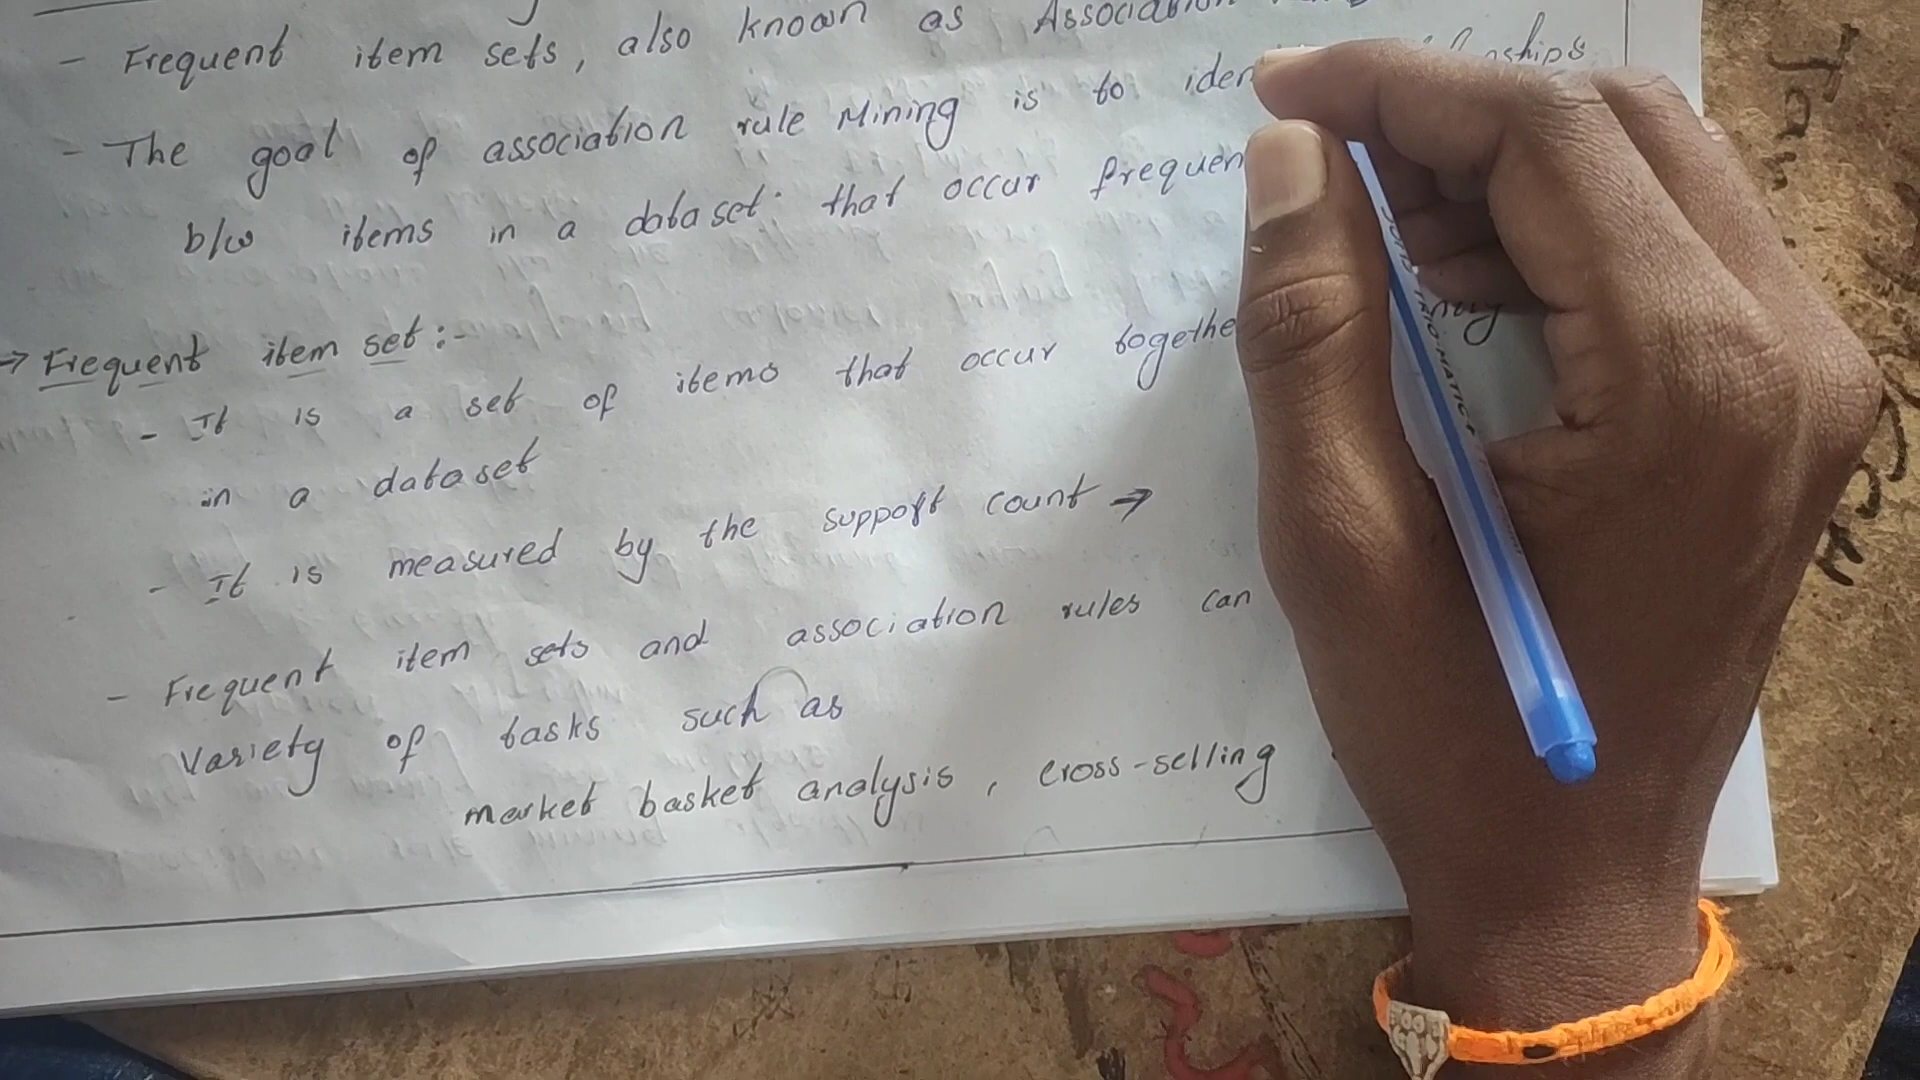 - Frequent item sets, also known as Association
- The goal of association rule Mining is to iden nships
b/w items in a dataset that occur frequen
→ Frequent item set :-
- It is a set of items that occur togethe
in a dataset
- It is measured by the support count →
- Frequent item sets and association rules can
variety of tasks such as
market basket analysis, cross-selling